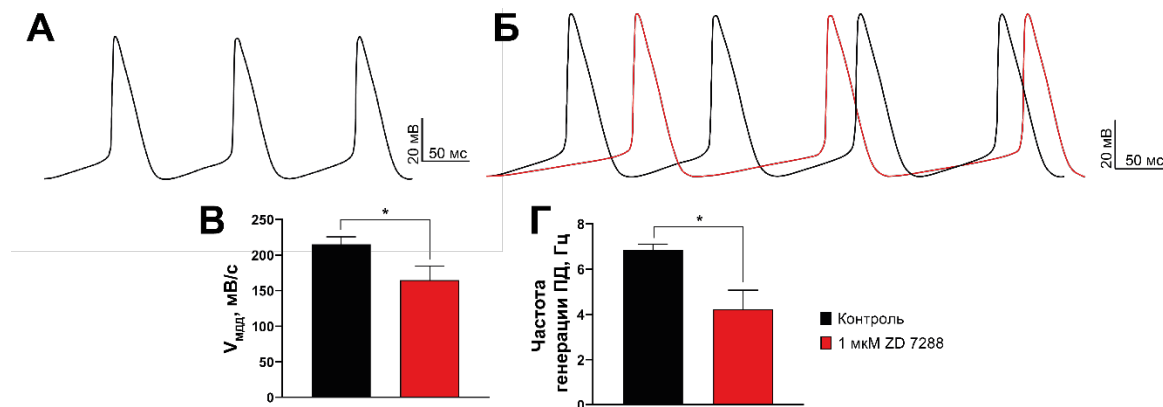 А
20 мВ
50 мс
Б
20 мВ
50 мс
В
Vмдд, мВ/с
250
200
150
100
50
0
*
Г
Частота
генерации ПД, Гц
8
6
4
2
0
*
Контроль
1 мкМ ZD 7288